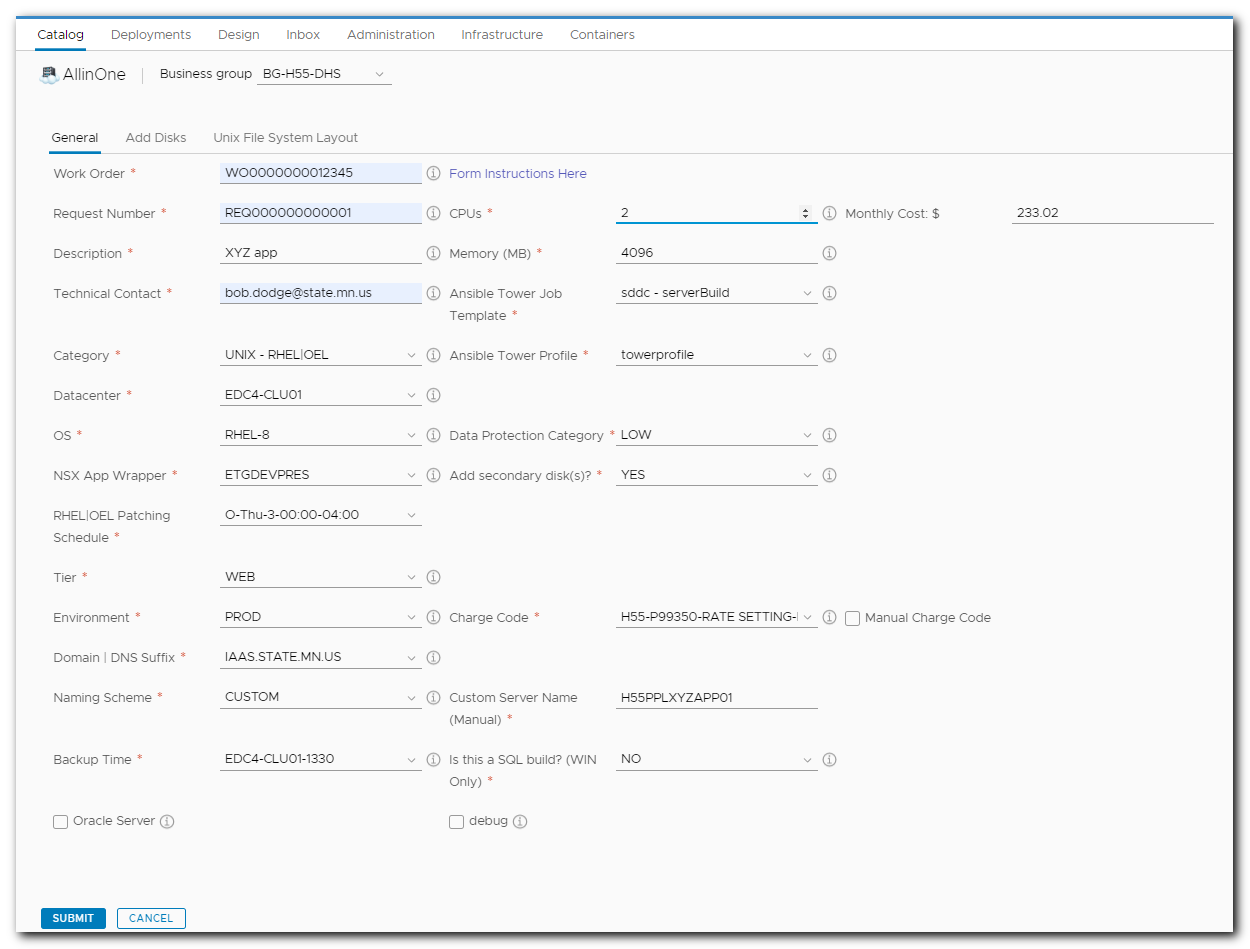 Catalog Deployments Design Inbox Administration Infrastructure Containers
AllinOne Business group BG-H55-DHS
General Add Disks Unix File System Layout
Work Order * WO0000000012345 Form Instructions Here
Request Number * REQ000000000001 CPUs * 2 Monthly Cost: $ 233.02
Description * XYZ app Memory (MB) * 4096
Technical Contact * bob.dodge@state.mn.us Ansible Tower Job sddc - serverBuild
Template *
Category * UNIX - RHEL|OEL Ansible Tower Profile * towerprofile
Datacenter * EDC4-CLU01
OS * RHEL-8 Data Protection Category * LOW
NSX App Wrapper * ETGDEVPRES Add secondary disk(s)? * YES
RHEL|OEL Patching O-Thu-3-00:00-04:00
Schedule *
Tier * WEB
Environment * PROD Charge Code * H55-P99350-RATE SETTING- Manual Charge Code
Domain | DNS Suffix * IAAS.STATE.MN.US
Naming Scheme * CUSTOM Custom Server Name H55PPLXYZAPP01
(Manual) *
Backup Time * EDC4-CLU01-1330 Is this a SQL build? (WIN NO
Only) *
Oracle Server debug
SUBMIT CANCEL